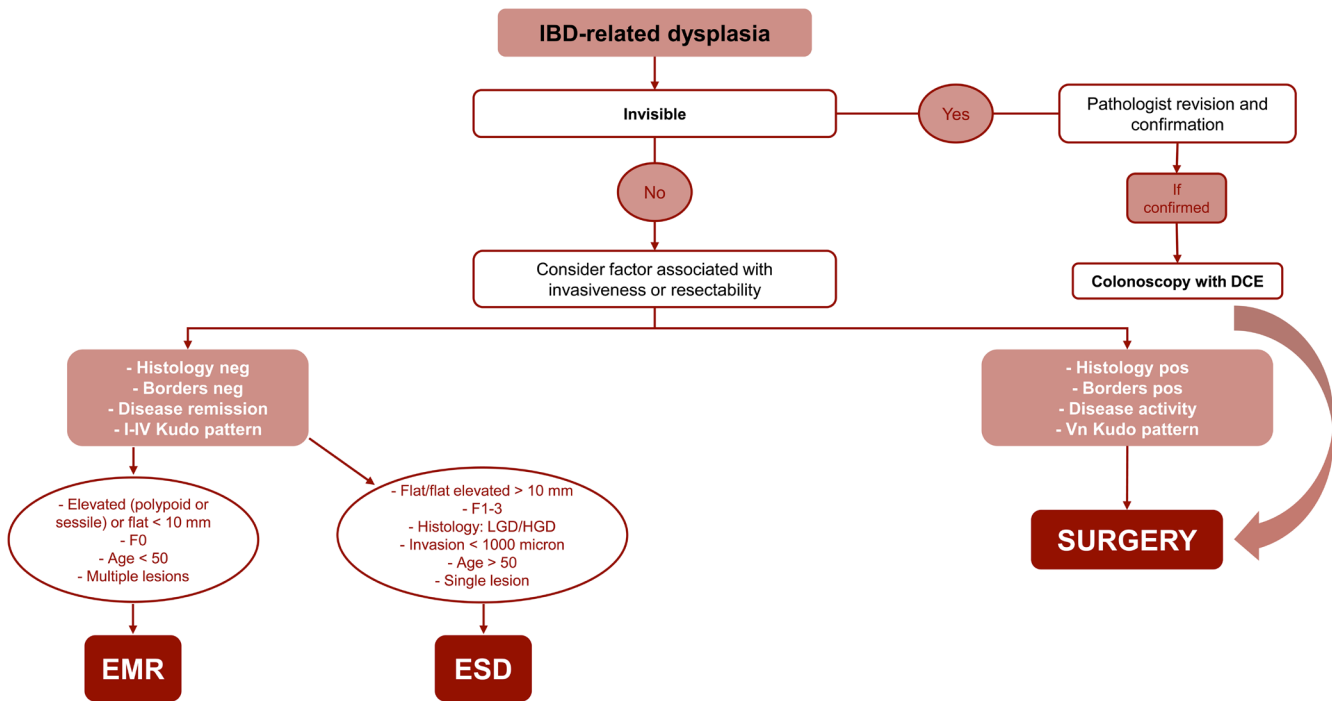 IBD-related dysplasia
Invisible
Yes
Pathologist revision and
confirmation
No
If
confirmed
Consider factor associated with
invasiveness or resectability
Colonoscopy with DCE
- Histology neg
- Borders neg
- Disease remission
- I-IV Kudo pattern
- Histology pos
- Borders pos
- Disease activity
- Vn Kudo pattern
- Elevated (polypoid or
sessile) or flat < 10 mm
- F0
- Age < 50
- Multiple lesions
- Flat/flat elevated > 10 mm
- F1-3
- Histology: LGD/HGD
- Invasion < 1000 micron
- Age > 50
- Single lesion
SURGERY
EMR
ESD